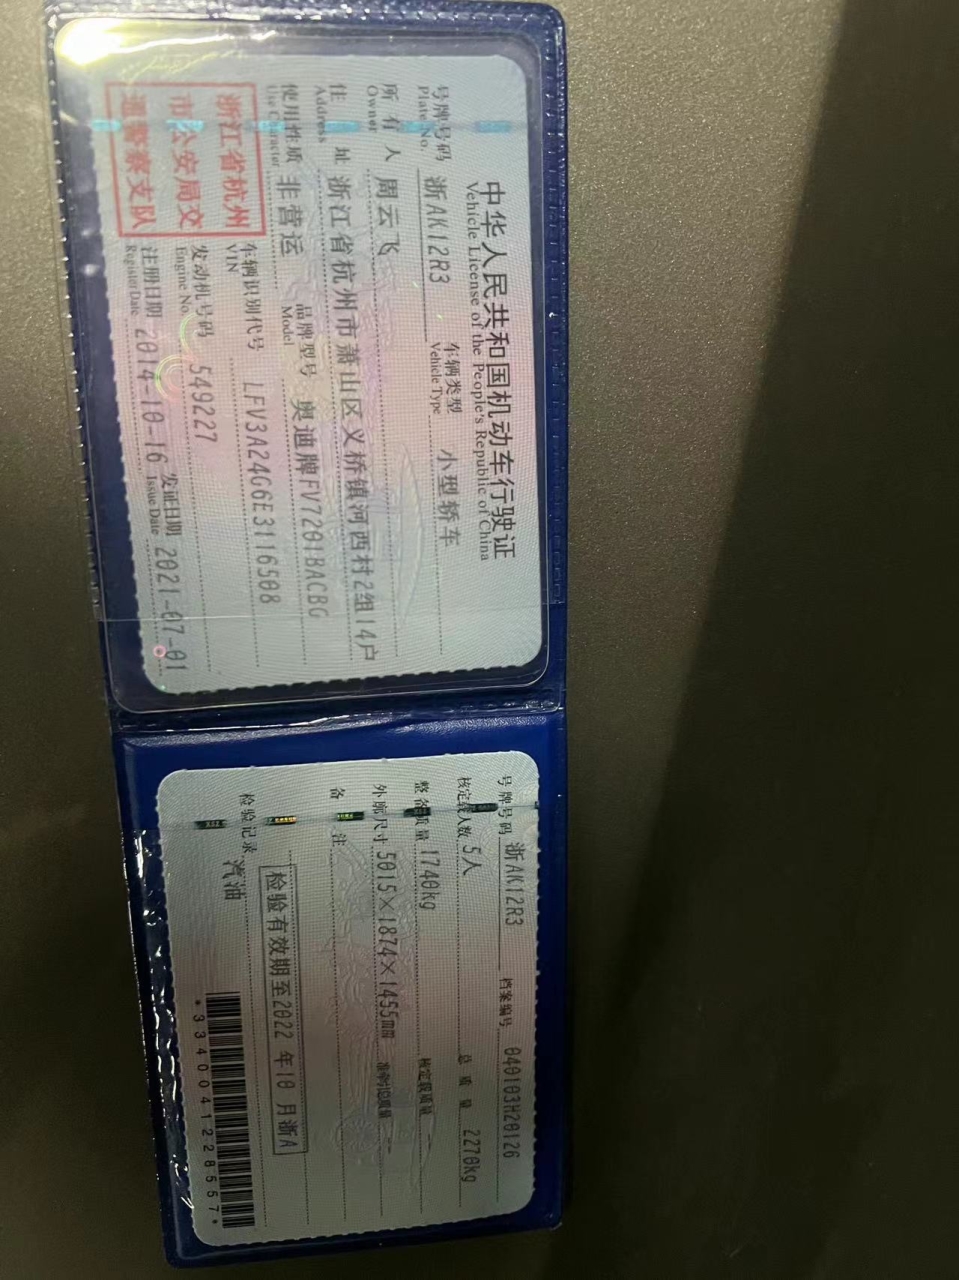 中华人民共和国机动车行驶证
Vehicle License of the People's Republic of China
号牌号码 浙AK12R3 车辆类型 小型轿车
Plate No. Vehicle Type
所有人 周云飞
Owner
住址 浙江省杭州市萧山区义桥镇河西村2组14户
Address
使用性质 非营运 品牌型号 奥迪牌FV7201BACBG
Use Character Model
浙江省杭州
市公安局交
通警察支队
车辆识别代号 LFV3A24G6E3116508
VIN
发动机号码 549227
Engine No.
注册日期 2014-10-16 发证日期 2021-07-01
Register Date Issue Date
号牌号码 浙AK12R3 档案编号 040103H20126
核定载人数 5人 总质量 2270kg
整备质量 1740kg 核定载质量 --
外廓尺寸 5015×1874×1455mm 准牵引总质量 --
备注
检验有效期至2022年10月浙A
检验记录 汽油
*3340041228557*